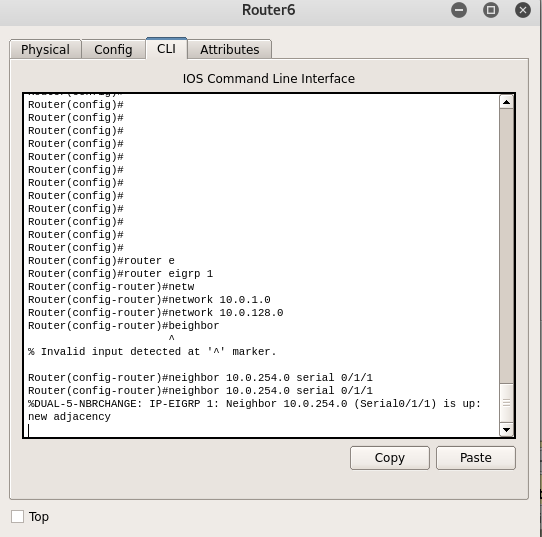 Router6
Physical
Config
CLI
Attributes
IOS Command Line Interface
Router(config)#
Router(config)#
Router(config)#
Router(config)#
Router(config)#
Router(config)#
Router(config)#
Router(config)#
Router(config)#
Router(config)#
Router(config)#
Router(config)#
Router(config)#
Router(config)#router e
Router(config)#router eigrp 1
Router(config-router)#netw
Router(config-router)#network 10.0.1.0
Router(config-router)#network 10.0.128.0
Router(config-router)#beighbor
^
% Invalid input detected at '^' marker.
Router(config-router)#neighbor 10.0.254.0 serial 0/1/1
Router(config-router)#neighbor 10.0.254.0 serial 0/1/1
%DUAL-5-NBRCHANGE: IP-EIGRP 1: Neighbor 10.0.254.0 (Serial0/1/1) is up:
new adjacency
Copy
Paste
Top